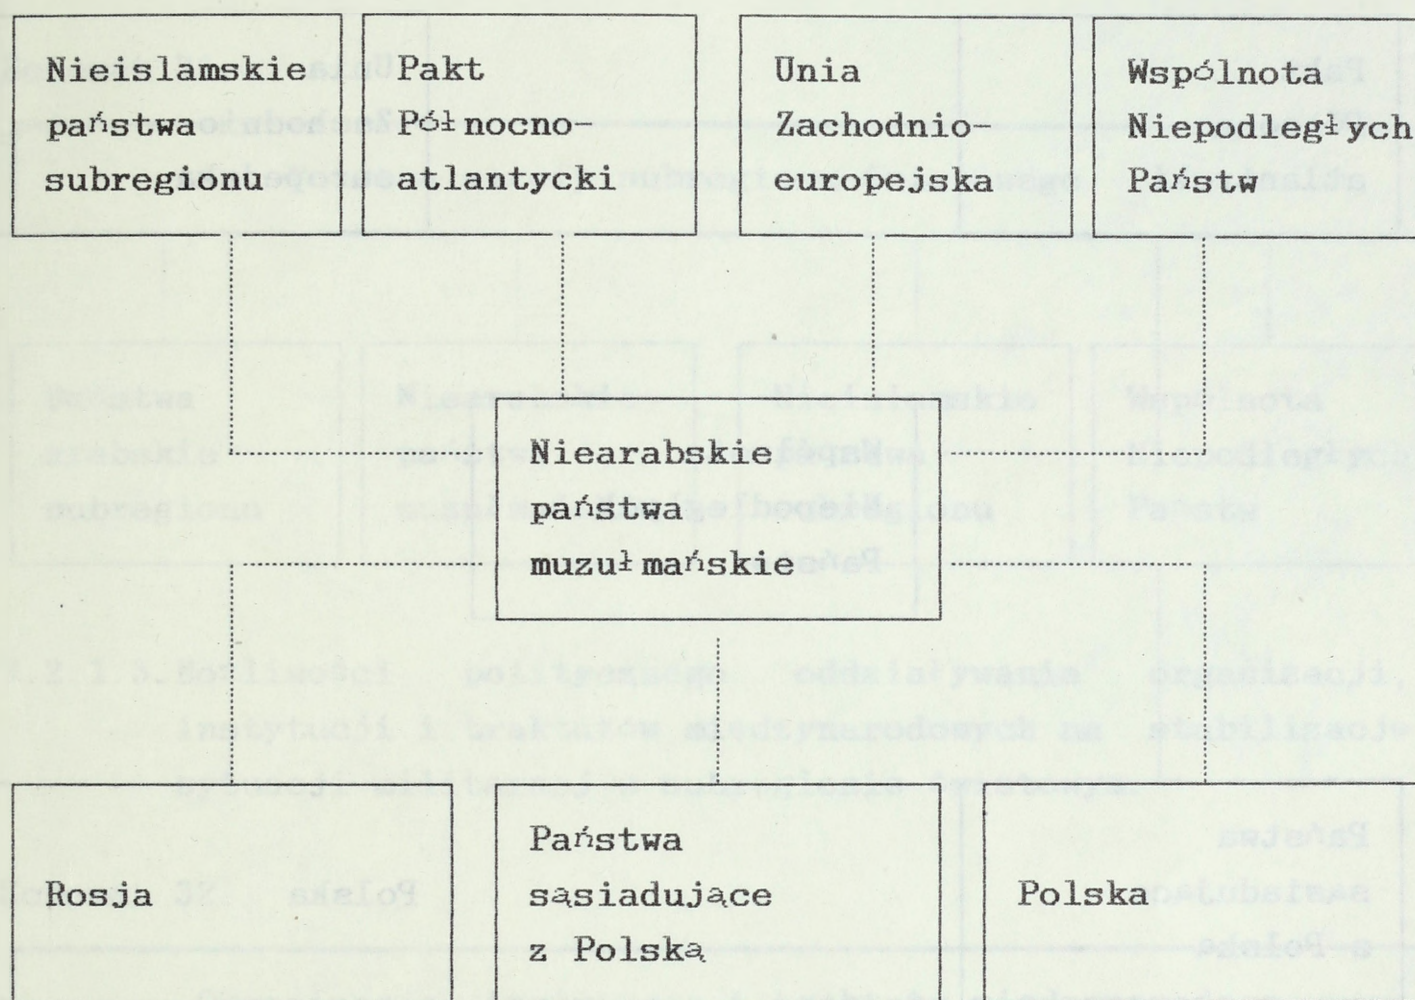 Nieislamskie
państwa
subregionu
Pakt
Północno-
atlantycki
Unia
Zachodnio-
europejska
Wspólnota
Niepodległych
Państw
Niearabskie
państwa
muzułmańskie
Rosja
Państwa
sąsiadujące
z Polską
Polska